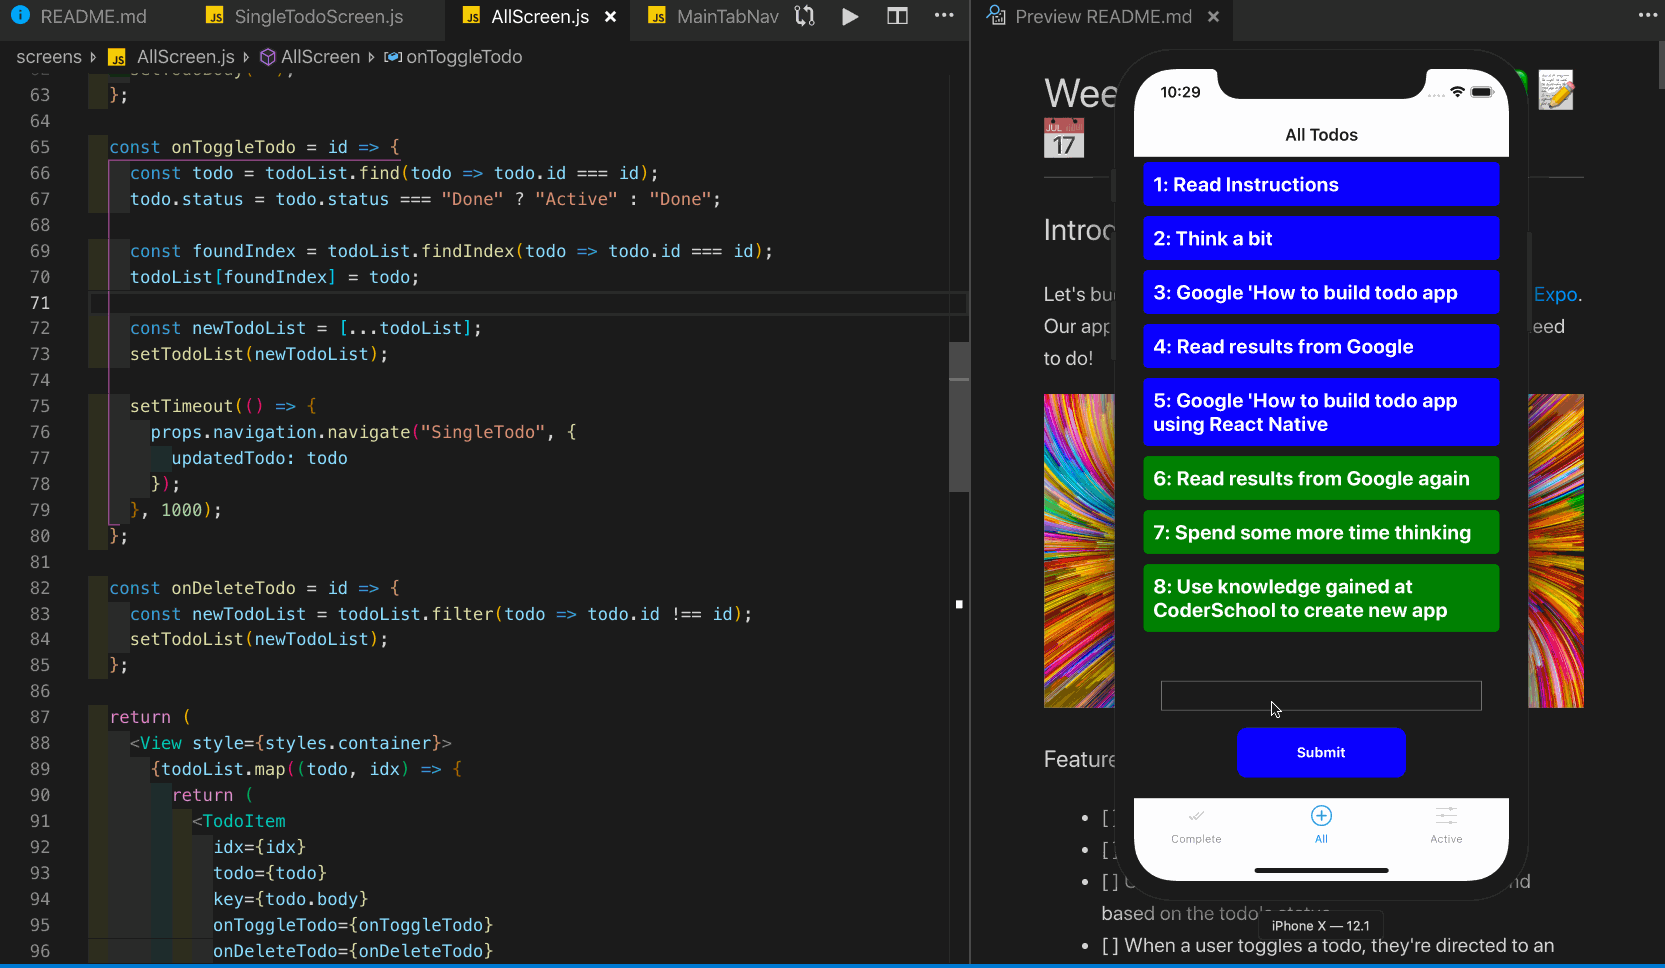 README.md
JS SingleTodoScreen.js
JS AllScreen.js ×
JS MainTabNav
Preview README.md ×
screens › JS AllScreen.js › AllScreen › onToggleTodo
63 };
64
65 const onToggleTodo = id => {
66 const todo = todoList.find(todo => todo.id === id);
67 todo.status = todo.status === "Done" ? "Active" : "Done";
68
69 const foundIndex = todoList.findIndex(todo => todo.id === id);
70 todoList[foundIndex] = todo;
71
72 const newTodoList = [...todoList];
73 setTodoList(newTodoList);
74
75 setTimeout(() => {
76 props.navigation.navigate("SingleTodo", {
77 updatedTodo: todo
78 });
79 }, 1000);
80 };
81
82 const onDeleteTodo = id => {
83 const newTodoList = todoList.filter(todo => todo.id !== id);
84 setTodoList(newTodoList);
85 };
86
87 return (
88 <View style={styles.container}>
89 {todoList.map((todo, idx) => {
90 return (
91 <TodoItem
92 idx={idx}
93 todo={todo}
94 key={todo.body}
95 onToggleTodo={onToggleTodo}
96 onDeleteTodo={onDeleteTodo}
Wee
JUL
17
Introd
Let's bu
Expo.
Our app
eed
to do!
Feature
[ ]
[ ]
[ ]
nd
based on the todo's status
[ ] When a user toggles a todo, they're directed to an
10:29
All Todos
1: Read Instructions
2: Think a bit
3: Google 'How to build todo app
4: Read results from Google
5: Google 'How to build todo app
using React Native
6: Read results from Google again
7: Spend some more time thinking
8: Use knowledge gained at
CoderSchool to create new app
Submit
Complete
All
Active
iPhone X — 12.1